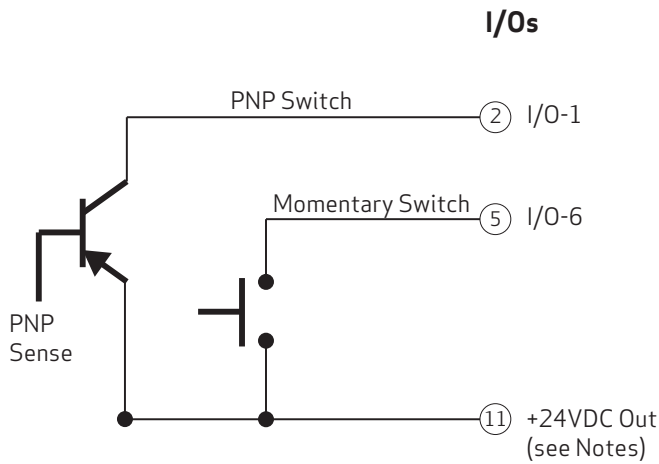 I/Os
PNP Switch
2 I/O-1
Momentary Switch
5 I/O-6
PNP
Sense
11 +24VDC Out
(see Notes)